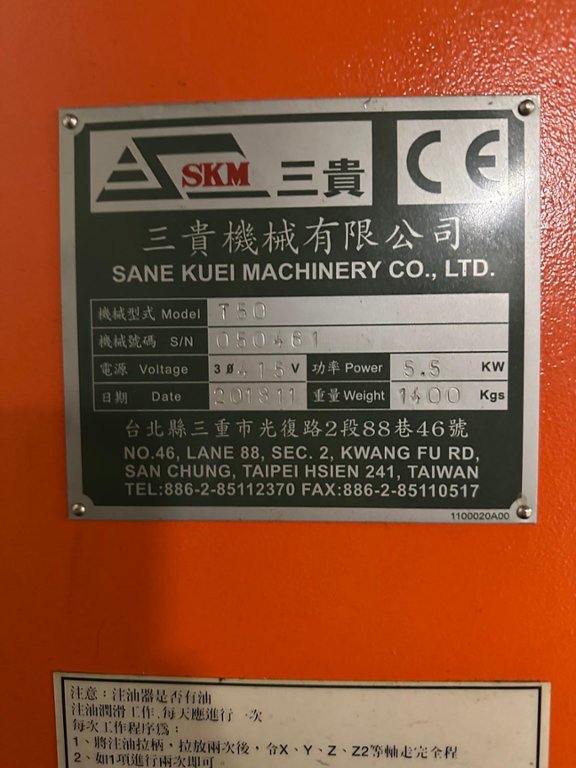 SKM 三貴 CE
三貴機械有限公司
SANE KUEI MACHINERY CO., LTD.
機械型式 Model T50
機械號碼 S/N 050461
電源 Voltage 3ø 415 V 功率 Power 5.5 KW
日期 Date 201811 重量 Weight 1400 Kgs
台北縣三重市光復路2段88巷46號
NO.46, LANE 88, SEC. 2, KWANG FU RD,
SAN CHUNG, TAIPEI HSIEN 241, TAIWAN
TEL:886-2-85112370 FAX:886-2-85110517
1100020A00
注意：注油器是否有油
注油潤滑工作、每天應進行一次
每次工作程序為：
1、將注油拉柄，拉放兩次後，令X、Y、Z、Z2等軸走完全程
2、如1項進行兩次即可。